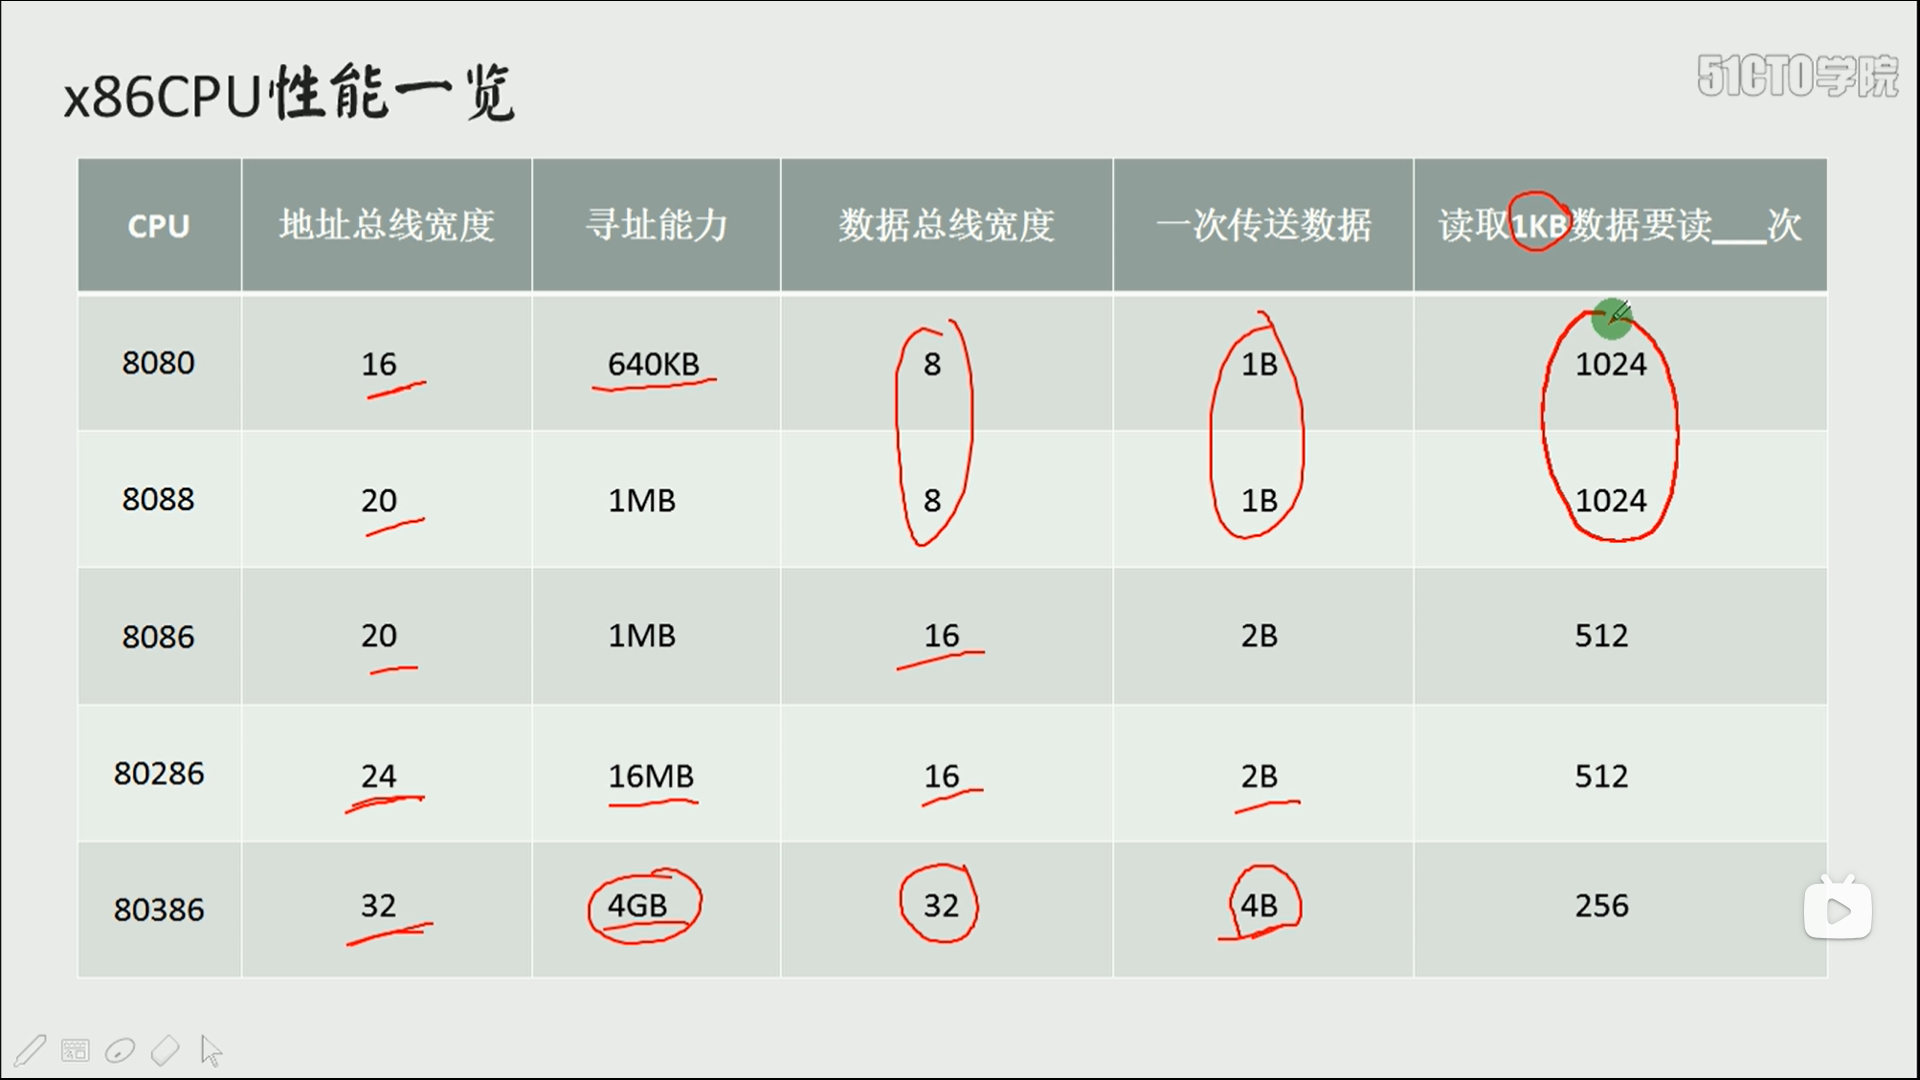 x86CPU性能一览
51CTO学院
CPU 地址总线宽度 寻址能力 数据总线宽度 一次传送数据 读取1KB数据要读___次
8080 16 640KB 8 1B 1024
8088 20 1MB 8 1B 1024
8086 20 1MB 16 2B 512
80286 24 16MB 16 2B 512
80386 32 4GB 32 4B 256